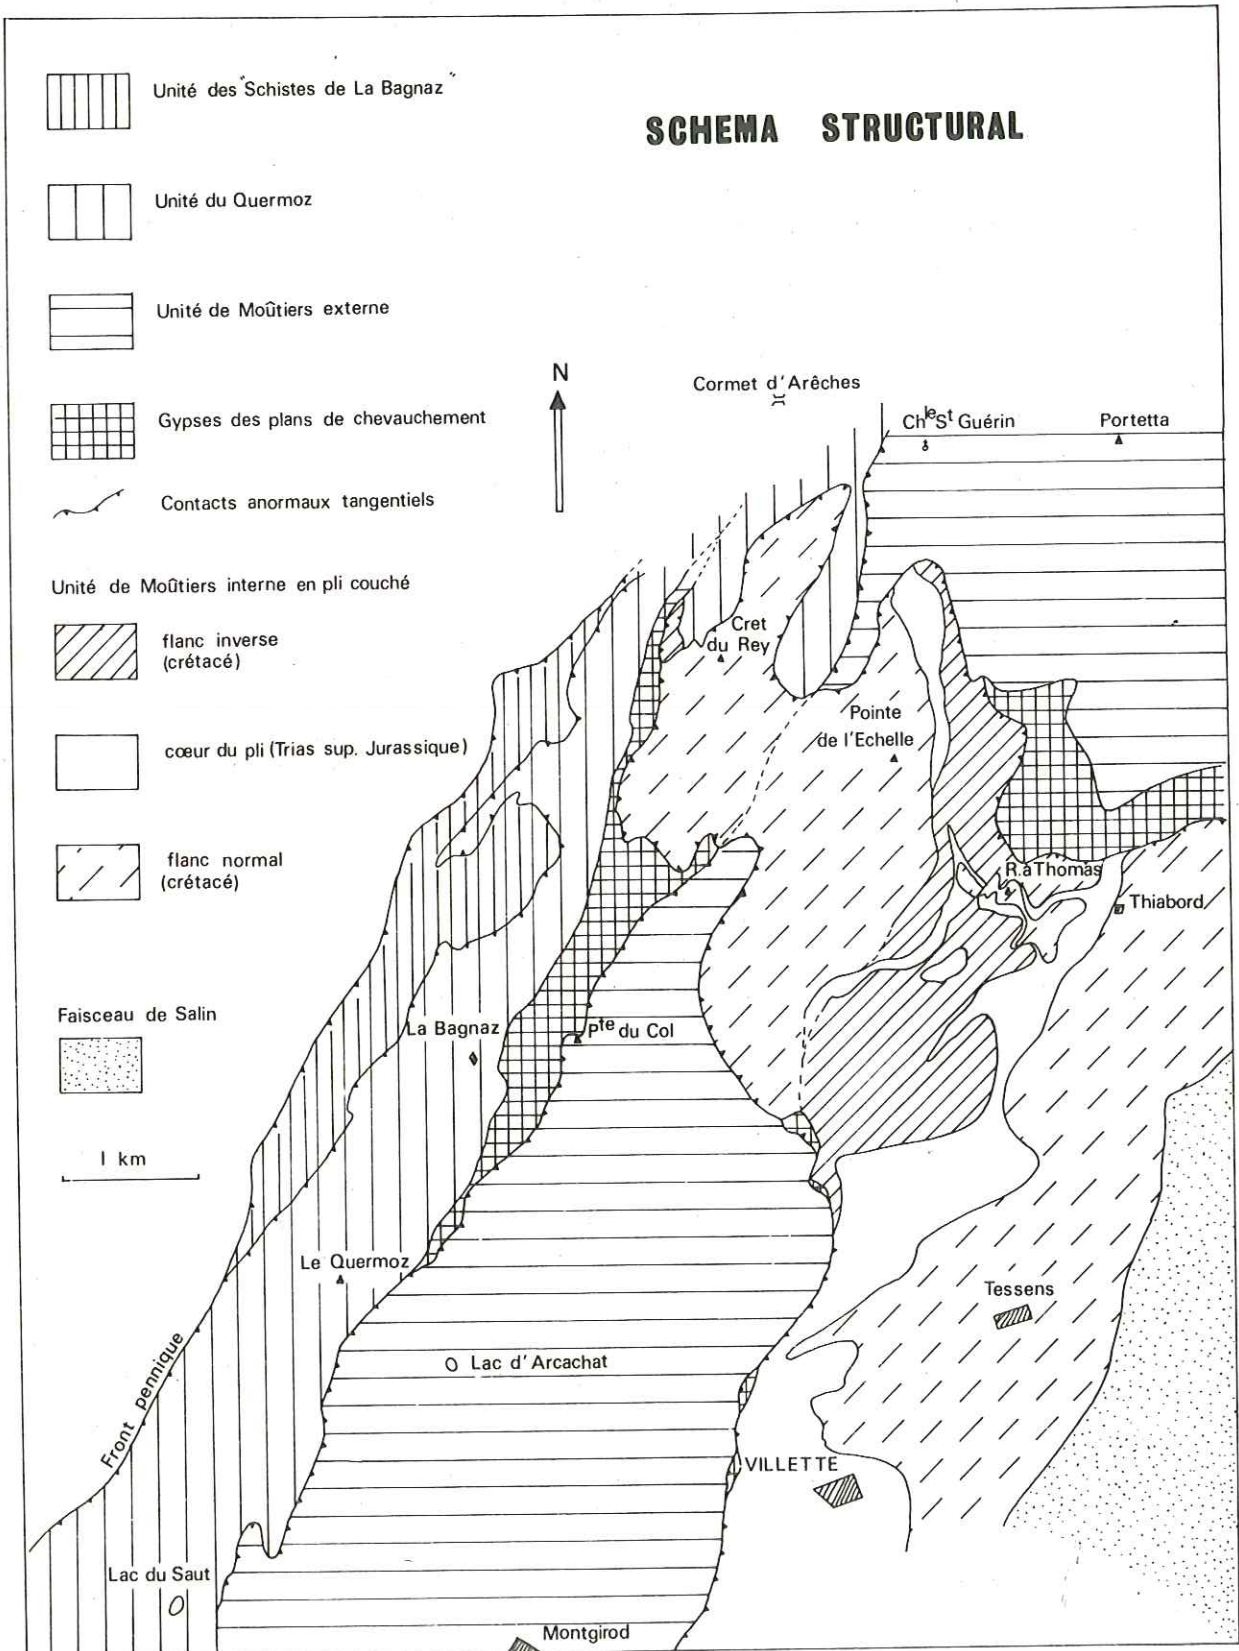 SCHEMA STRUCTURAL
Unité des "Schistes de La Bagnaz"
Unité du Quermoz
Unité de Moûtiers externe
Gypses des plans de chevauchement
Contacts anormaux tangentiels
Unité de Moûtiers interne en pli couché
flanc inverse
(crétacé)
cœur du pli (Trias sup. Jurassique)
flanc normal
(crétacé)
Faisceau de Salin
1 km
N
Cormet d'Arêches
Chle St Guérin
Portetta
Cret
du Rey
Pointe
de l'Echelle
R.à Thomas
Thiabord
La Bagnaz
Pte du Col
Le Quermoz
Tessens
Lac d'Arcachat
Front pennique
VILLETTE
Lac du Saut
Montgirod